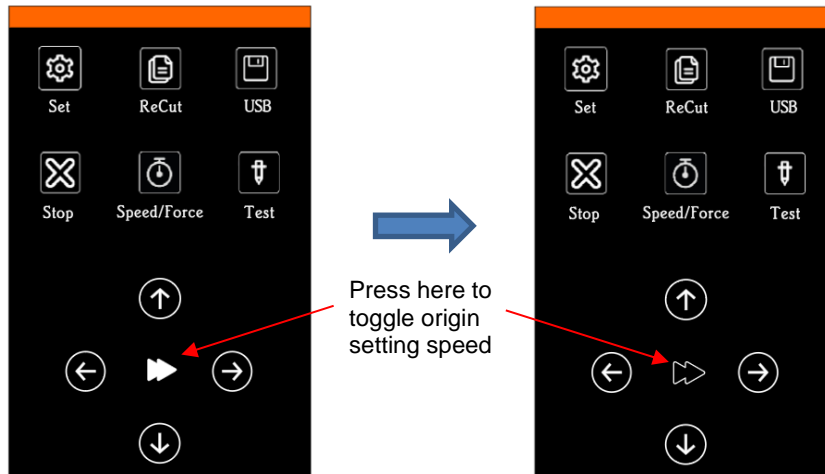 Set ReCut USB
Stop Speed/Force Test
Set ReCut USB
Stop Speed/Force Test
Press here to
toggle origin
setting speed